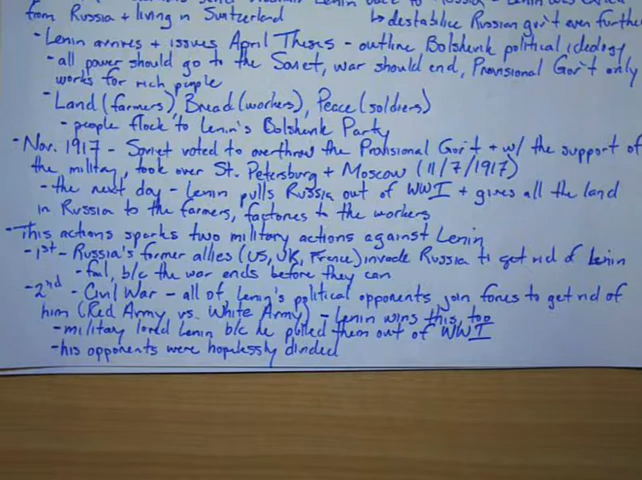 Lenin back to
from Russia + living in Switzerland ↳ destabilize Russian gov't even further
- Lenin arrives + issues April Theses - outline Bolshevik political ideology
- all power should go to the Soviet, war should end, Provisional Gov't only
works for rich people
- Land (farmers), Bread (workers), Peace (soldiers)
- people flock to Lenin's Bolshevik Party
- Nov. 1917 - Soviet voted to overthrow the Provisional Gov't + w/ the support of
the military, took over St. Petersburg + Moscow (11/7/1917)
- the next day - Lenin pulls Russia out of WWI + gives all the land
in Russia to the farmers, factories to the workers
- This actions sparks two military actions against Lenin
- 1st - Russia's former allies (US, UK, France) invade Russia to get rid of Lenin
- fail, b/c the war ends before they can
- 2nd - Civil War - all of Lenin's political opponents join forces to get rid of
him (Red Army vs. White Army) - Lenin wins this, too
- military loved Lenin b/c he pulled them out of WWI
- his opponents were hopelessly divided